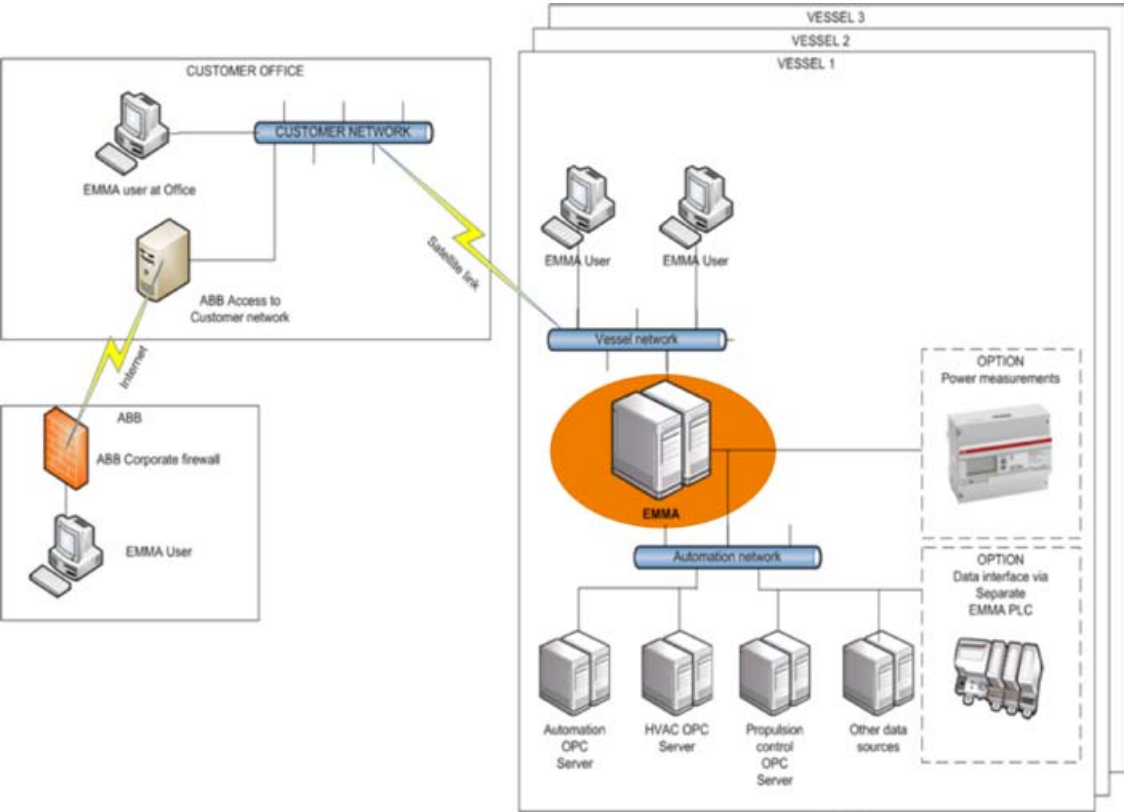 VESSEL 3
VESSEL 2
VESSEL 1
CUSTOMER OFFICE
CUSTOMER NETWORK
EMMA user at Office
ABB Access to
Customer network
Satellite link
Internet
ABB
ABB Corporate firewall
EMMA User
EMMA User
EMMA User
Vessel network
EMMA
Automation network
OPTION
Power measurements
OPTION
Data interface via
Separate
EMMA PLC
Automation
OPC
Server
HVAC OPC
Server
Propulsion
control
OPC
Server
Other data
sources